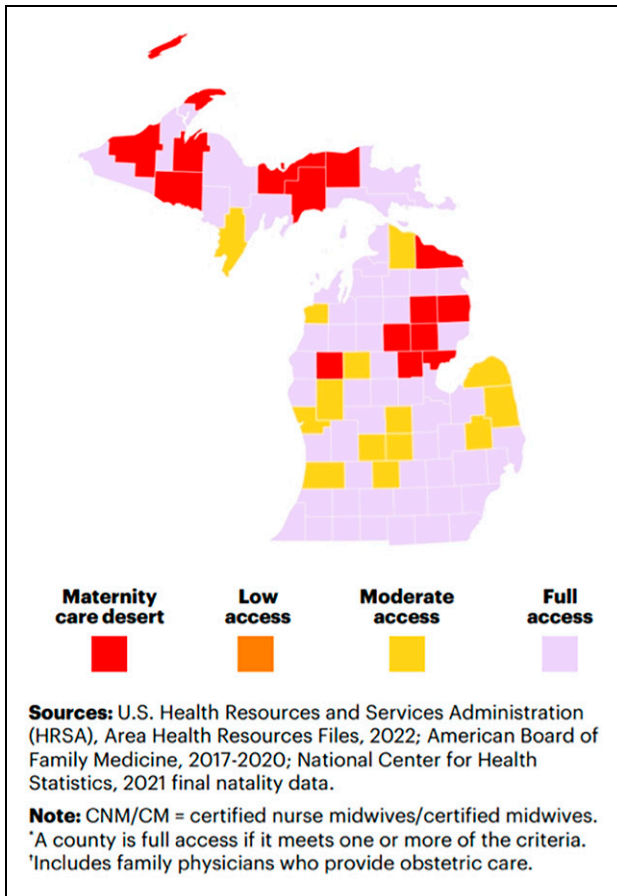 Maternity care desert
Low access
Moderate access
Full access
Sources: U.S. Health Resources and Services Administration
(HRSA), Area Health Resources Files, 2022; American Board of
Family Medicine, 2017-2020; National Center for Health
Statistics, 2021 final natality data.
Note: CNM/CM = certified nurse midwives/certified midwives.
*A county is full access if it meets one or more of the criteria.
†Includes family physicians who provide obstetric care.